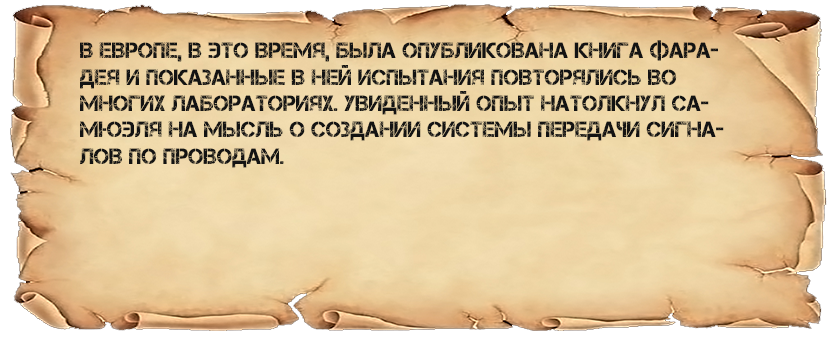 В ЕВРОПЕ, В ЭТО ВРЕМЯ, БЫЛА ОПУБЛИКОВАНА КНИГА ФАРА-
ДЕЯ И ПОКАЗАННЫЕ В НЕЙ ИСПЫТАНИЯ ПОВТОРЯЛИСЬ ВО
МНОГИХ ЛАБОРАТОРИЯХ. УВИДЕННЫЙ ОПЫТ НАТОЛКНУЛ СА-
МЮЭЛЯ НА МЫСЛЬ О СОЗДАНИИ СИСТЕМЫ ПЕРЕДАЧИ СИГНА-
ЛОВ ПО ПРОВОДАМ.